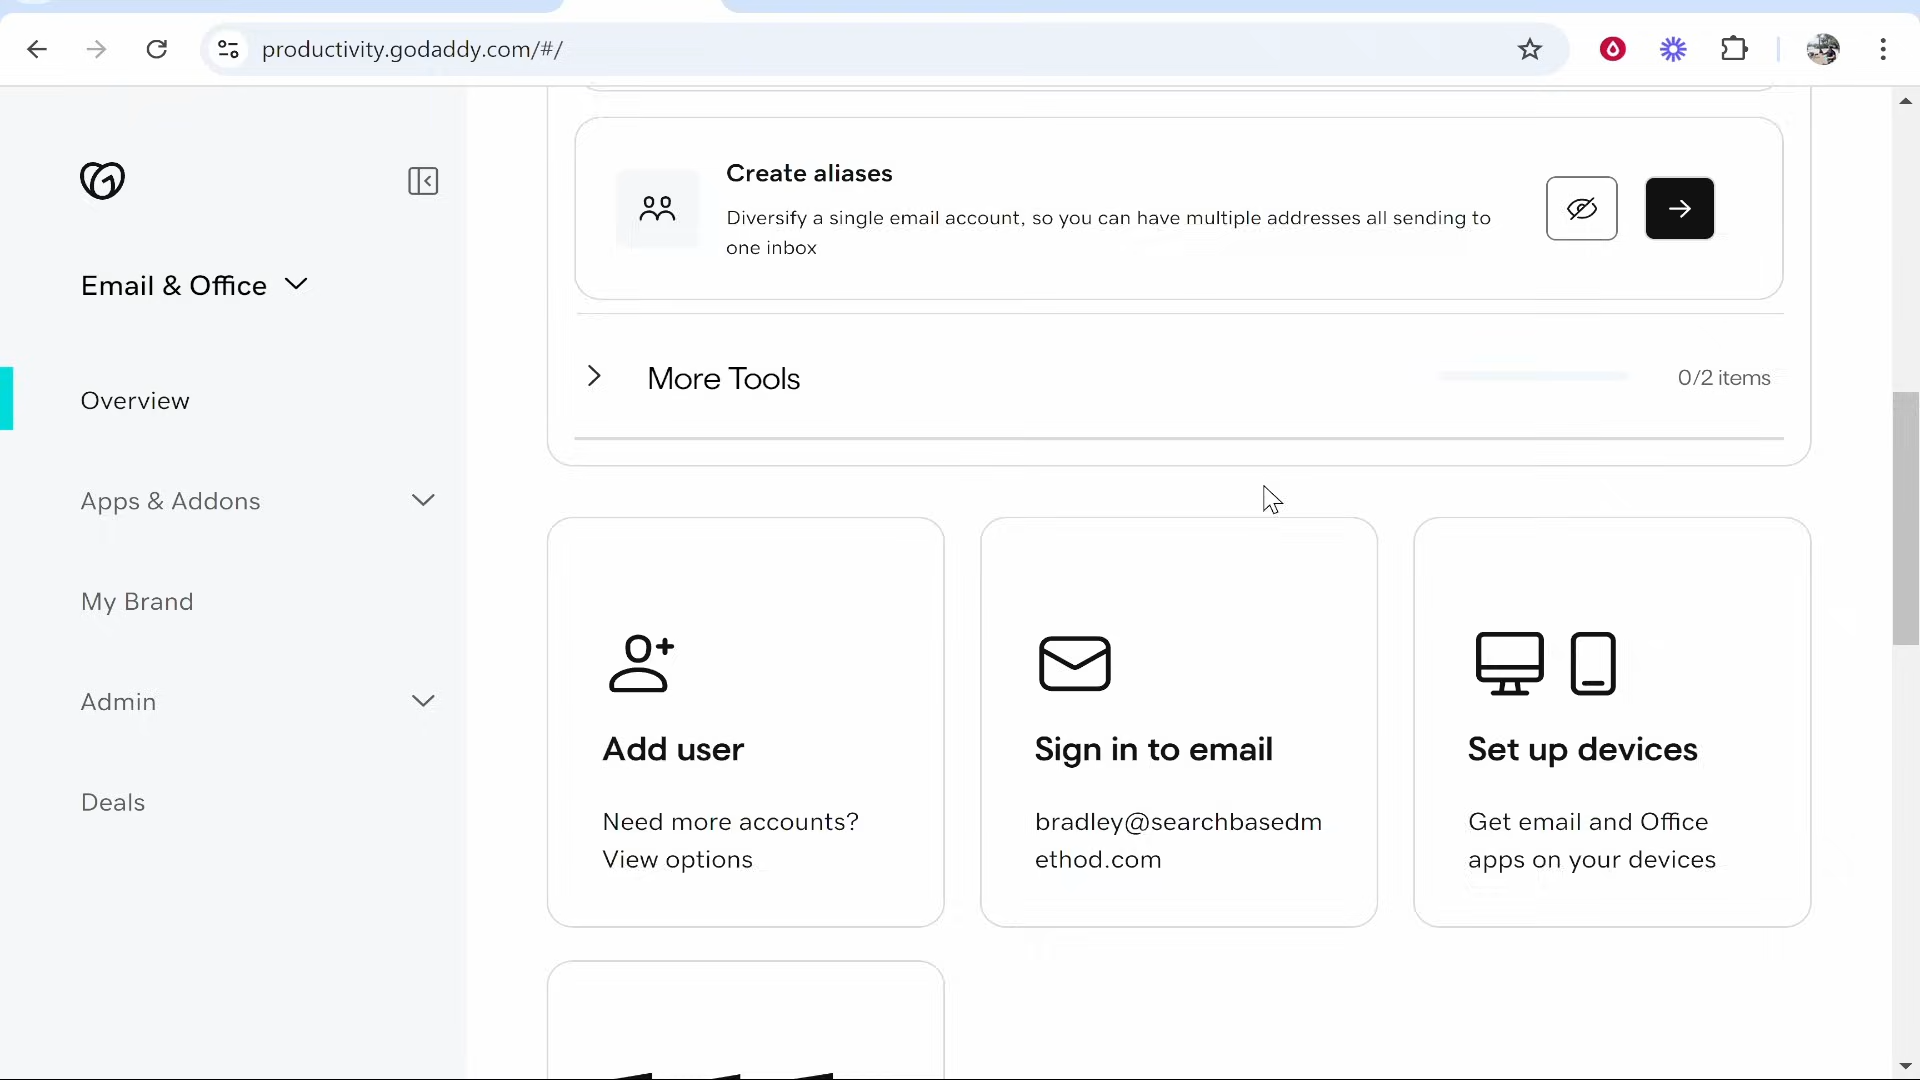 productivity.godaddy.com/#/
Email & Office
Overview
Apps & Addons
My Brand
Admin
Deals
Create aliases
Diversify a single email account, so you can have multiple addresses all sending to
one inbox
More Tools
0/2 items
Add user
Need more accounts?
View options
Sign in to email
bradley@searchbasedm
ethod.com
Set up devices
Get email and Office
apps on your devices